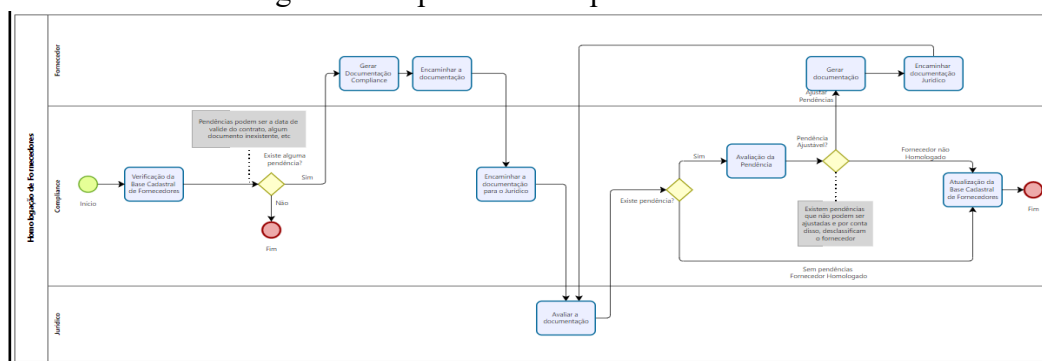 Homologação de Fornecedores
Fornecedor
Gerar
Documentação
Compliance
Encaminhar a
documentação
Gerar
documentação
Encaminhar
documentação
Jurídico
Ajustar
Pendências
Compliance
Pendências podem ser a data de
valide do contrato, algum
documento inexistente, etc
Início
Verificação da
Base Cadastral
de Fornecedores
Existe alguma
pendência?
Sim
Não
Fim
Encaminhar a
documentação
para o Jurídico
Existe pendência?
Sim
Avaliação da
Pendência
Pendência
Ajustável?
Fornecedor não
Homologado
Existem pendências
que não podem ser
ajustadas e por conta
disso, desclassificam
o fornecedor
Atualização da
Base Cadastral
de Fornecedores
Fim
Sem pendências
Fornecedor Homologado
Jurídico
Avaliar a
documentação